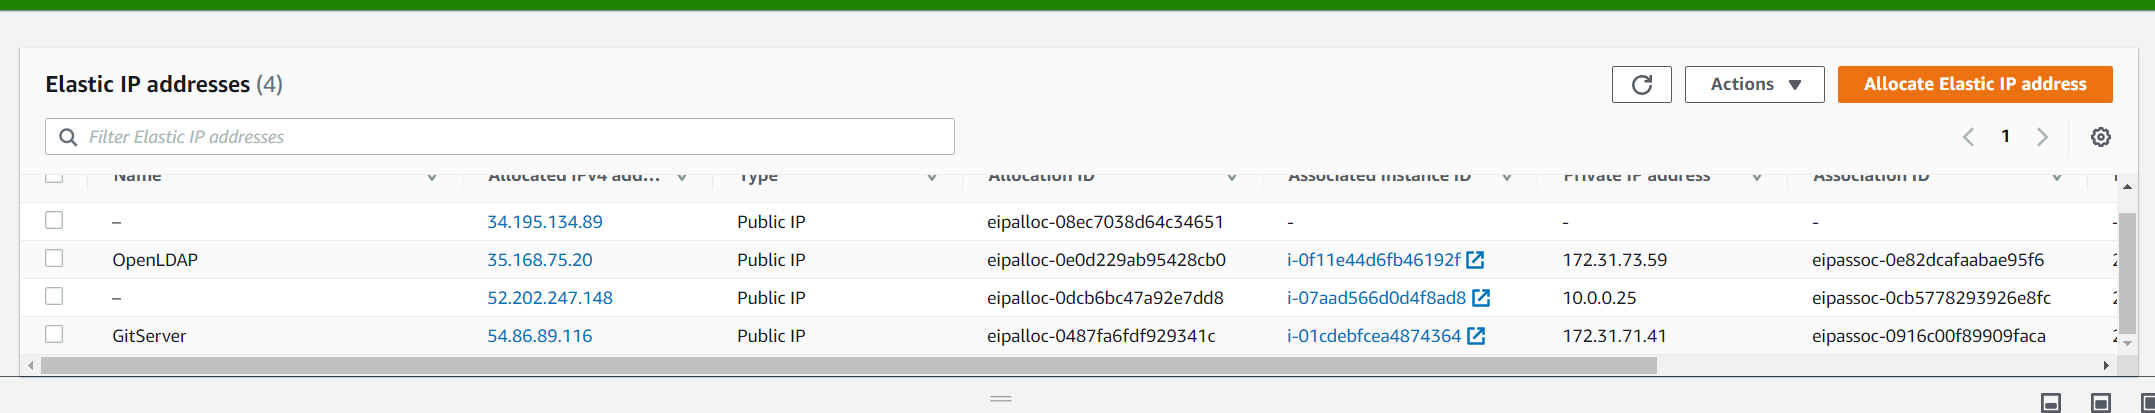 Elastic IP addresses (4)
Actions
Allocate Elastic IP address
Filter Elastic IP addresses
1
Name Allocated IPv4 add... Type Allocation ID Associated instance ID Private IP address Association ID
– 34.195.134.89 Public IP eipalloc-08ec7038d64c34651 - - - -
OpenLDAP 35.168.75.20 Public IP eipalloc-0e0d229ab95428cb0 i-0f11e44d6fb46192f 172.31.73.59 eipassoc-0e82dcafaabae95f6
– 52.202.247.148 Public IP eipalloc-0dcb6bc47a92e7dd8 i-07aad566d0d4f8ad8 10.0.0.25 eipassoc-0cb5778293926e8fc
GitServer 54.86.89.116 Public IP eipalloc-0487fa6fdf929341c i-01cdebfcea4874364 172.31.71.41 eipassoc-0916c00f89909faca